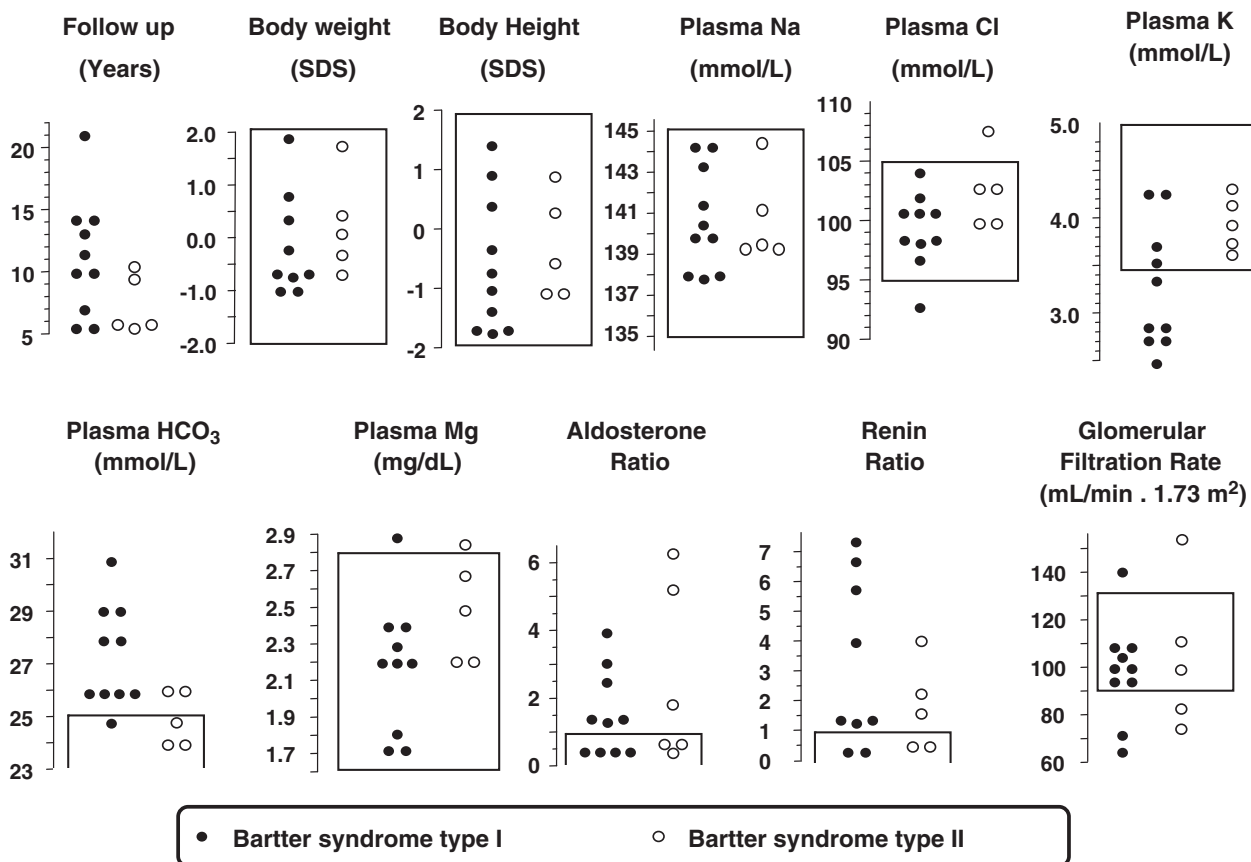 Follow up
(Years)
Body weight
(SDS)
Body Height
(SDS)
Plasma Na
(mmol/L)
Plasma Cl
(mmol/L)
Plasma K
(mmol/L)
20
15
10
5
2.0
1.0
0.0
-1.0
-2.0
2
1
0
-1
-2
145
143
141
139
137
135
110
105
100
95
90
5.0
4.0
3.0
Plasma HCO3
(mmol/L)
Plasma Mg
(mg/dL)
Aldosterone
Ratio
Renin
Ratio
Glomerular
Filtration Rate
(mL/min . 1.73 m2)
31
29
27
25
23
2.9
2.7
2.5
2.3
2.1
1.9
1.7
6
4
2
0
7
6
5
4
3
2
1
0
140
120
100
80
60
Bartter syndrome type I
Bartter syndrome type II